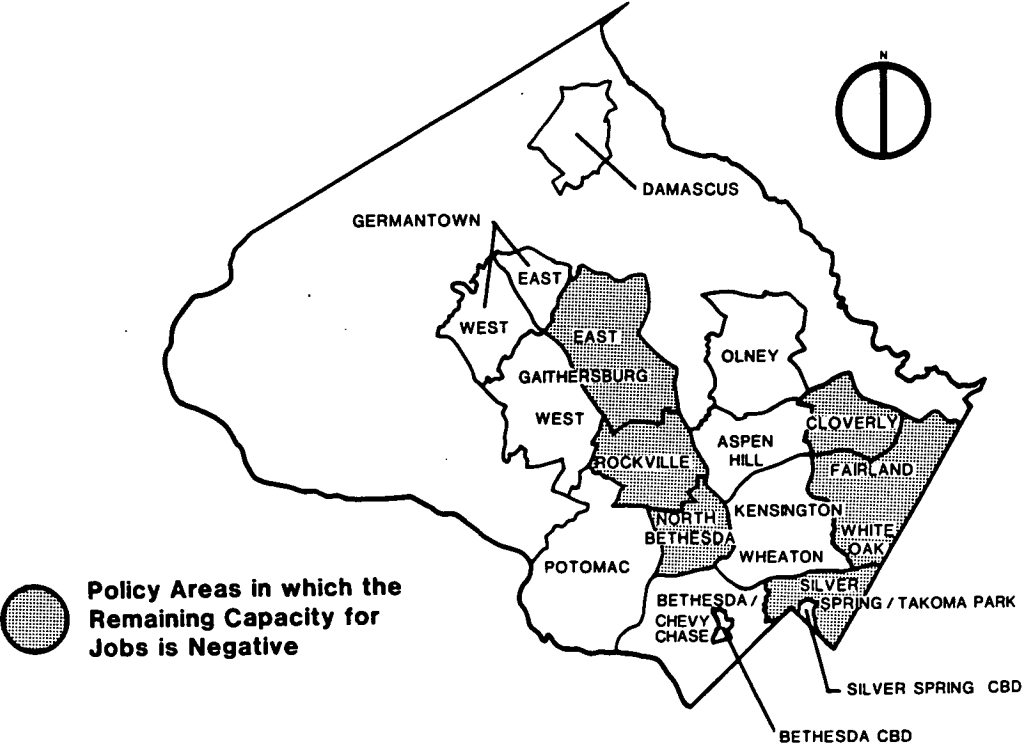 N
DAMASCUS
GERMANTOWN
EAST
WEST
EAST
OLNEY
GAITHERSBURG
WEST
CLOVERLY
ASPEN
HILL
ROCKVILLE
FAIRLAND
KENSINGTON
NORTH
BETHESDA
WHITE
OAK
WHEATON
POTOMAC
SILVER
SPRING/TAKOMA PARK
BETHESDA/
CHEVY
CHASE
Policy Areas in which the
Remaining Capacity for
Jobs is Negative
SILVER SPRING CBD
BETHESDA CBD